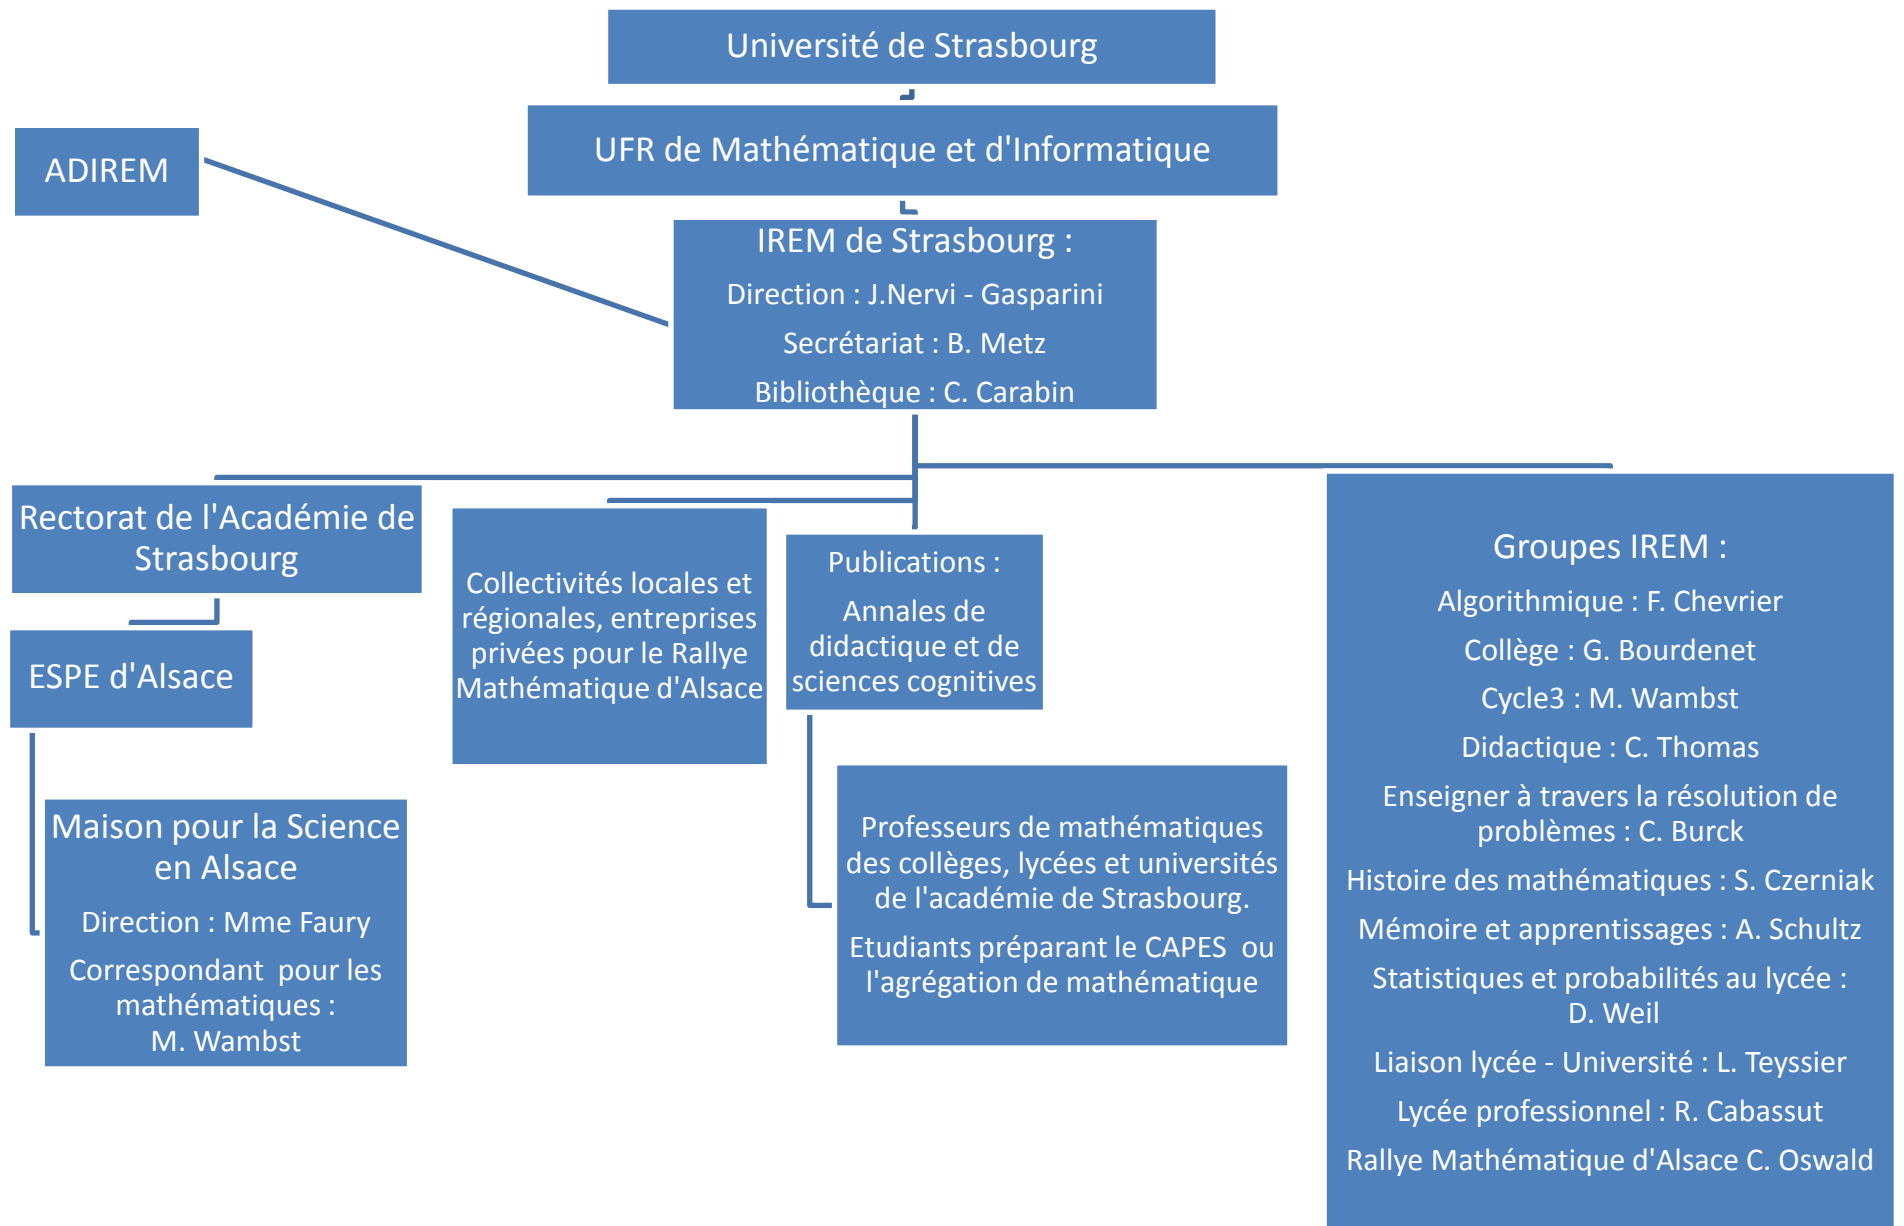 Université de Strasbourg
UFR de Mathématique et d'Informatique
ADIREM
IREM de Strasbourg :
Direction : J.Nervi - Gasparini
Secrétariat : B. Metz
Bibliothèque : C. Carabin
Rectorat de l'Académie de
Strasbourg
ESPE d'Alsace
Maison pour la Science
en Alsace
Direction : Mme Faury
Correspondant pour les
mathématiques :
M. Wambst
Collectivités locales et
régionales, entreprises
privées pour le Rallye
Mathématique d'Alsace
Publications :
Annales de
didactique et de
sciences cognitives
Professeurs de mathématiques
des collèges, lycées et universités
de l'académie de Strasbourg.
Etudiants préparant le CAPES ou
l'agrégation de mathématique
Groupes IREM :
Algorithmique : F. Chevrier
Collège : G. Bourdenet
Cycle3 : M. Wambst
Didactique : C. Thomas
Enseigner à travers la résolution de
problèmes : C. Burck
Histoire des mathématiques : S. Czerniak
Mémoire et apprentissages : A. Schultz
Statistiques et probabilités au lycée :
D. Weil
Liaison lycée - Université : L. Teyssier
Lycée professionnel : R. Cabassut
Rallye Mathématique d'Alsace C. Oswald